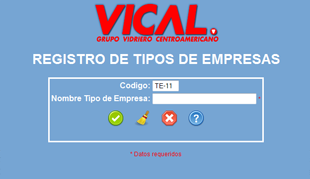 VICAL.
GRUPO VIDRIERO CENTROAMERICANO
REGISTRO DE TIPOS DE EMPRESAS
Codigo: TE-11
Nombre Tipo de Empresa: *
* Datos requeridos